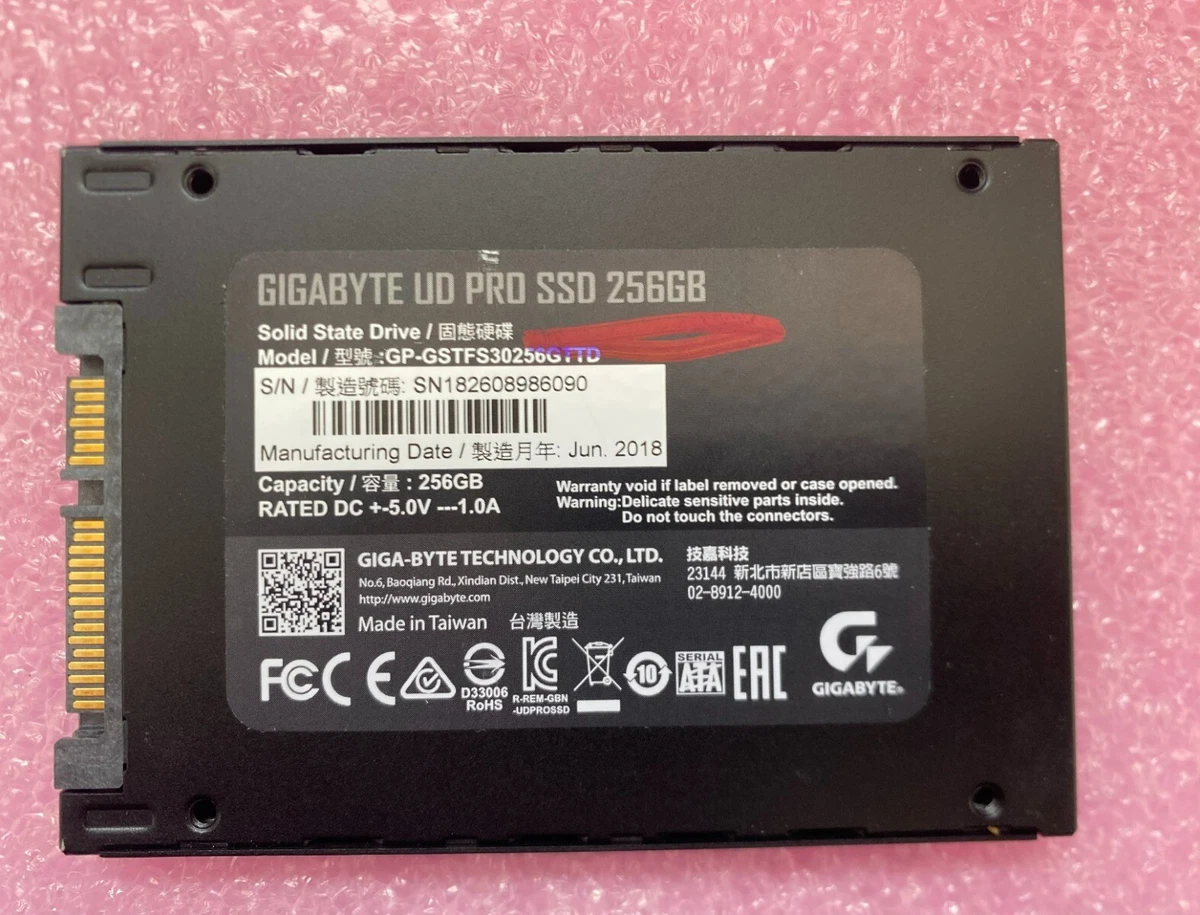 GIGABYTE UD PRO SSD 256GB
Solid State Drive / 固態硬碟
Model / 型號 :GP-GSTFS30256GTTD
S/N / 製造號碼: SN182608986090
Manufacturing Date / 製造月年: Jun. 2018
Capacity / 容量 : 256GB
RATED DC +-5.0V ---1.0A
Warranty void if label removed or case opened.
Warning:Delicate sensitive parts inside.
Do not touch the connectors.
GIGA-BYTE TECHNOLOGY CO., LTD.
No.6, Baoqiang Rd., Xindian Dist., New Taipei City 231, Taiwan
http://www.gigabyte.com
Made in Taiwan 台灣製造
技嘉科技
23144 新北市新店區寶強路6號
02-8912-4000
FC CE
D33006
RoHS
R-REM-GBN
-UDPROSSD
10
SERIAL
ATA
EAC
GIGABYTE